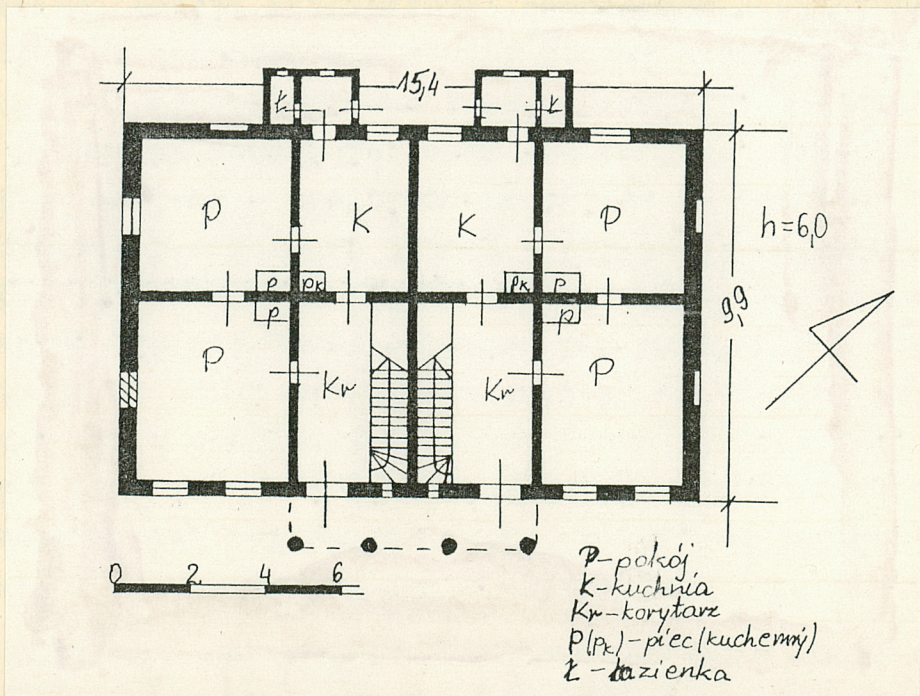 15,4
Ł
Ł
P
K
K
P
h=6,0
P
Pk
Pk
P
P
P
9,9
P
Kr
Kr
P
0 2 4 6
P-pokój
K-kuchnia
Kr-korytarz
P(pk)-piec(kuchenny)
Ł-łazienka